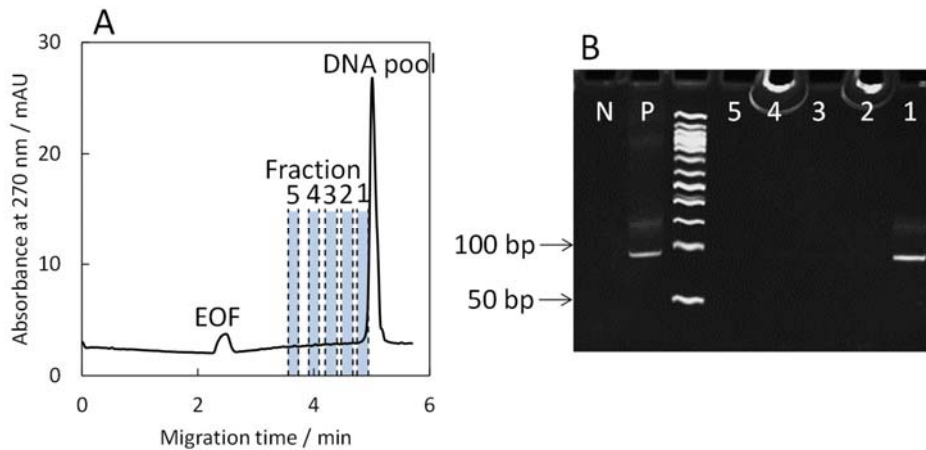 A
30
20
10
0
Absorbance at 270 nm / mAU
DNA pool
Fraction
5 4 3 2 1
EOF
0 2 4 6
Migration time / min
B
N P 5 4 3 2 1
100 bp
50 bp